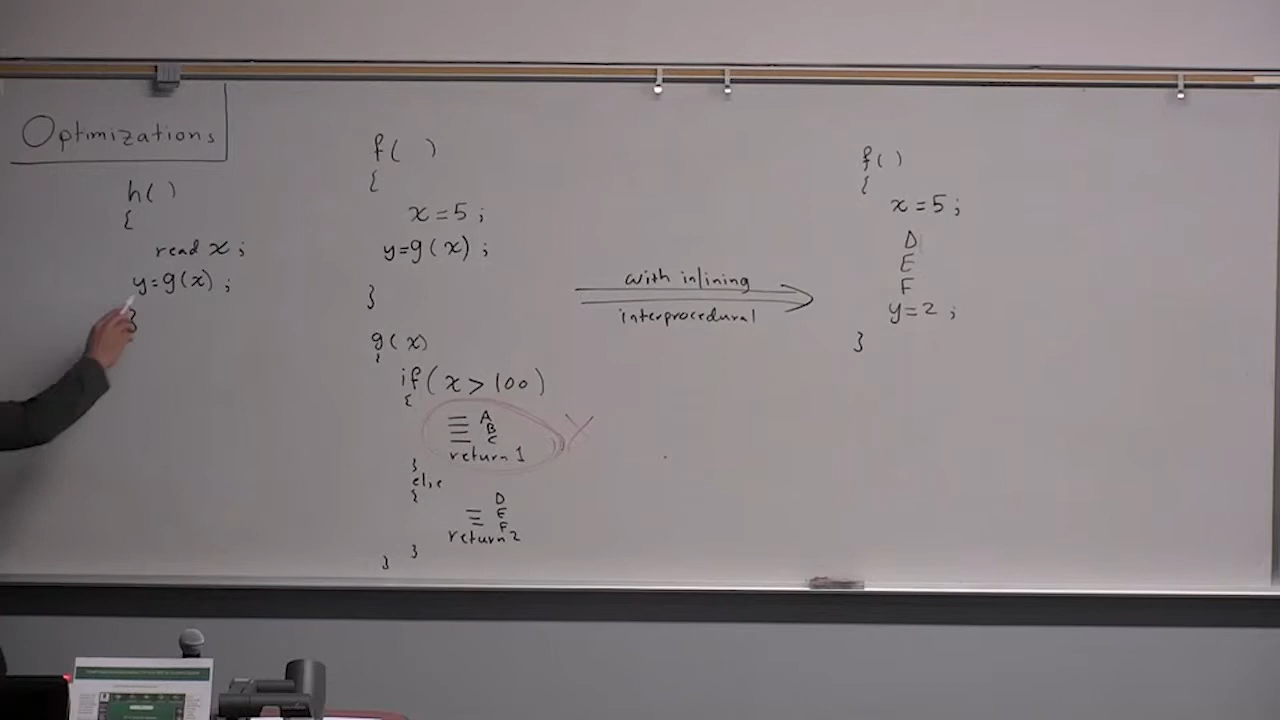 Optimizations
h( )
{
read x ;
y=g(x) ;
}
f( )
{
x=5 ;
y=g(x) ;
}
g(x)
{
if( x > 100 )
{
A
B
C
return 1
}
else
{
D
E
F
return 2
}
}
with inlining
interprocedural
f( )
{
x=5 ;
D
E
F
y=2 ;
}